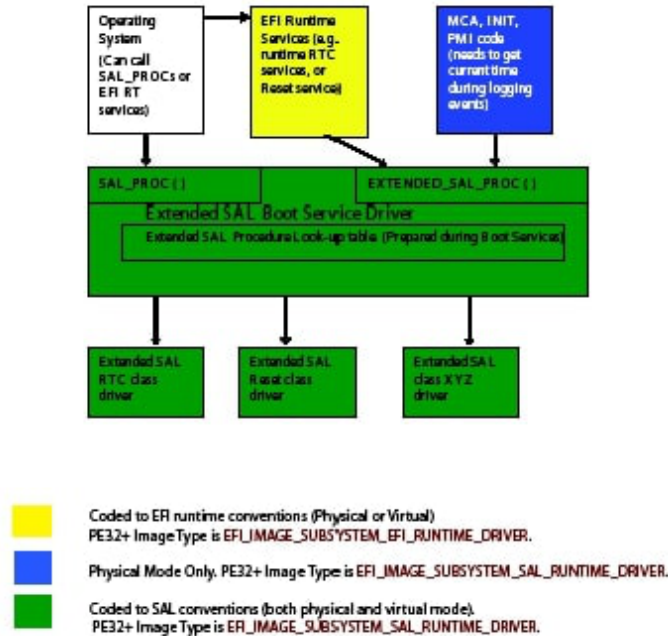 Operating
System
(Can call
SAL_PROCs or
EFI RT
services)
EFI Runtime
Services (e.g..
runtime RTC
services, or
Reset service))
MCA, INIT,
PMI code
(needs to get
current time
during logging
events)
SAL_PROC ( )
EXTENDED_SAL_PROC ( )
Extended SAL Boot Service Driver
Extended SAL Procedure Look-up table (Prepared during Boot Services)
Extended SAL
RTC class
driver
Extended SAL
Reset class
driver
Extended SAL
class XYZ
driver
Coded to EFI runtime conventions (Physical or Virtual)
PE32+ Image Type is EFI_IMAGE_SUBSYSTEM_EFI_RUNTIME_DRIVER.
Physical Mode Only. PE32+ Image Type is EFI_IMAGE_SUBSYSTEM_SAL_RUNTIME_DRIVER.
Coded to SAL conventions (both physical and virtual mode).
PE32+ Image Type is EFI_IMAGE_SUBSYSTEM_SAL_RUNTIME_DRIVER.